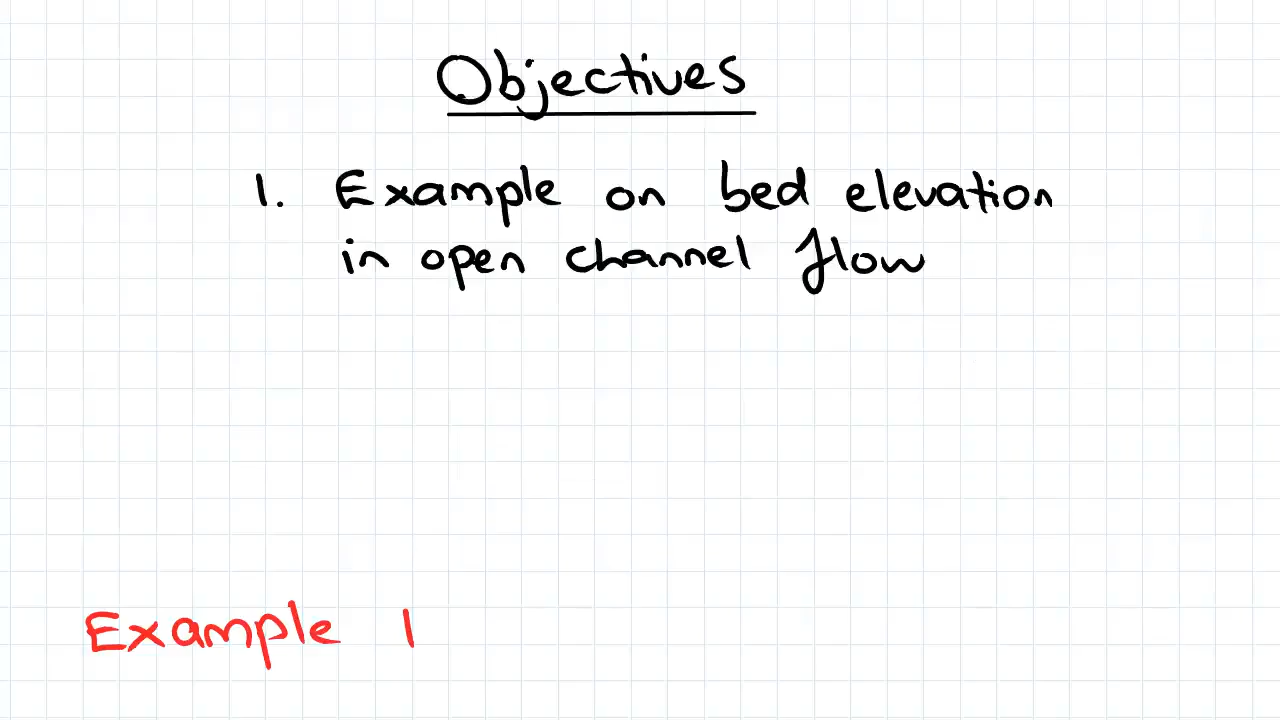 Objectives
1. Example on bed elevation
in open channel flow
Example 1